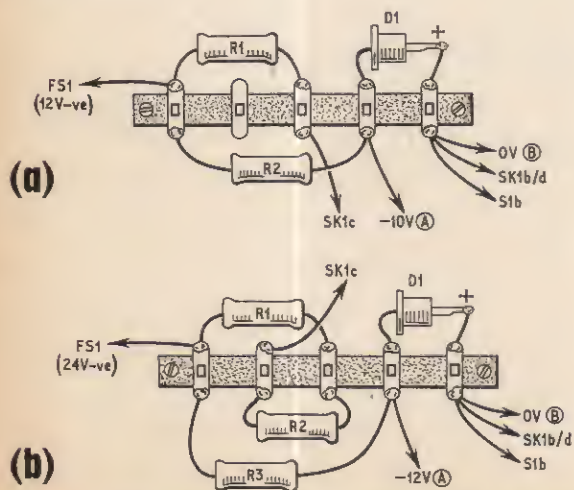 R1
D1
+
FS1
(12V-ve)
R2
0V Ⓑ
SK1b/d
S1b
(a)
SK1c
-10V Ⓐ
SK1c
D1
+
R1
FS1
(24V-ve)
R2
0V Ⓑ
SK1b/d
S1b
R3
-12V Ⓐ
(b)